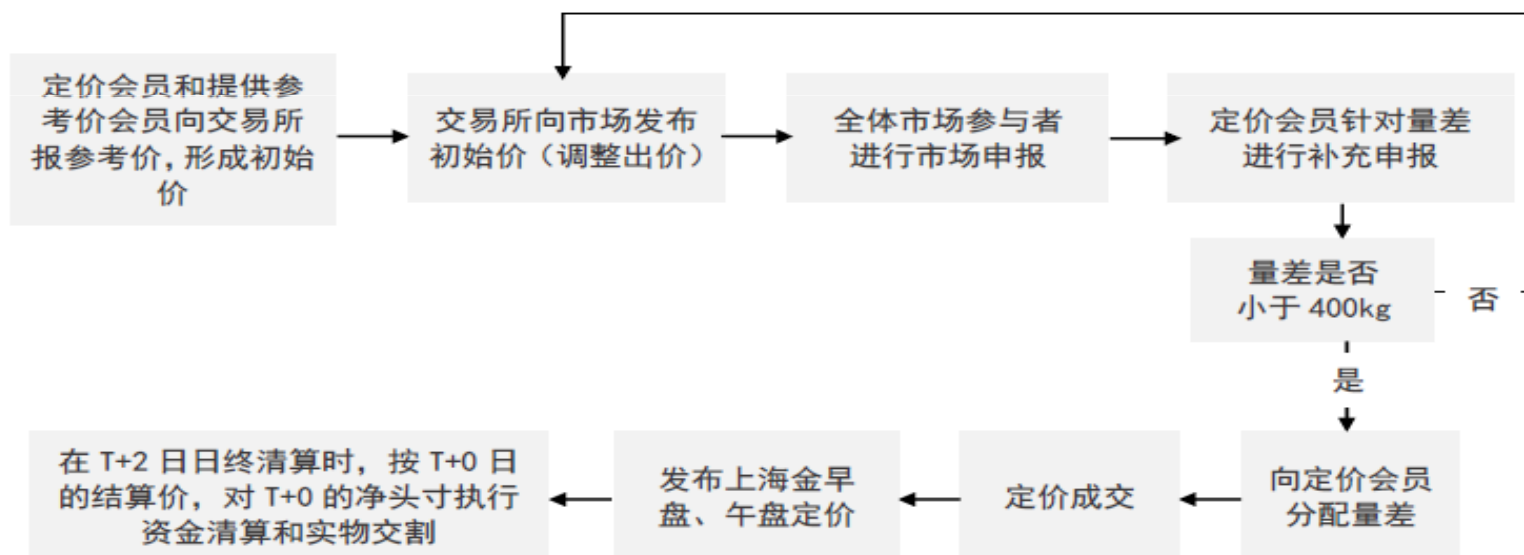 定价会员和提供参
考价会员向交易所
报参考价，形成初始
价
交易所向市场发布
初始价（调整出价）
全体市场参与者
进行市场申报
定价会员针对量差
进行补充申报
量差是否
小于 400kg
否
是
向定价会员
分配量差
定价成交
发布上海金早
盘、午盘定价
在 T+2 日日终清算时，按 T+0 日
的结算价，对 T+0 的净头寸执行
资金清算和实物交割